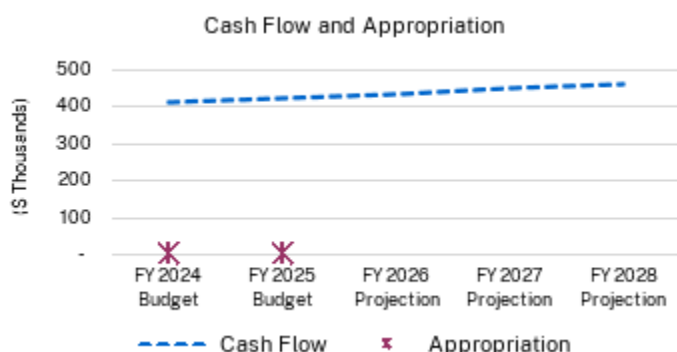 Cash Flow and Appropriation
500
400
300
200
100
-
($ Thousands)
FY 2024 FY 2025 FY 2026 FY 2027 FY 2028
Budget Budget Projection Projection Projection
Cash Flow Appropriation